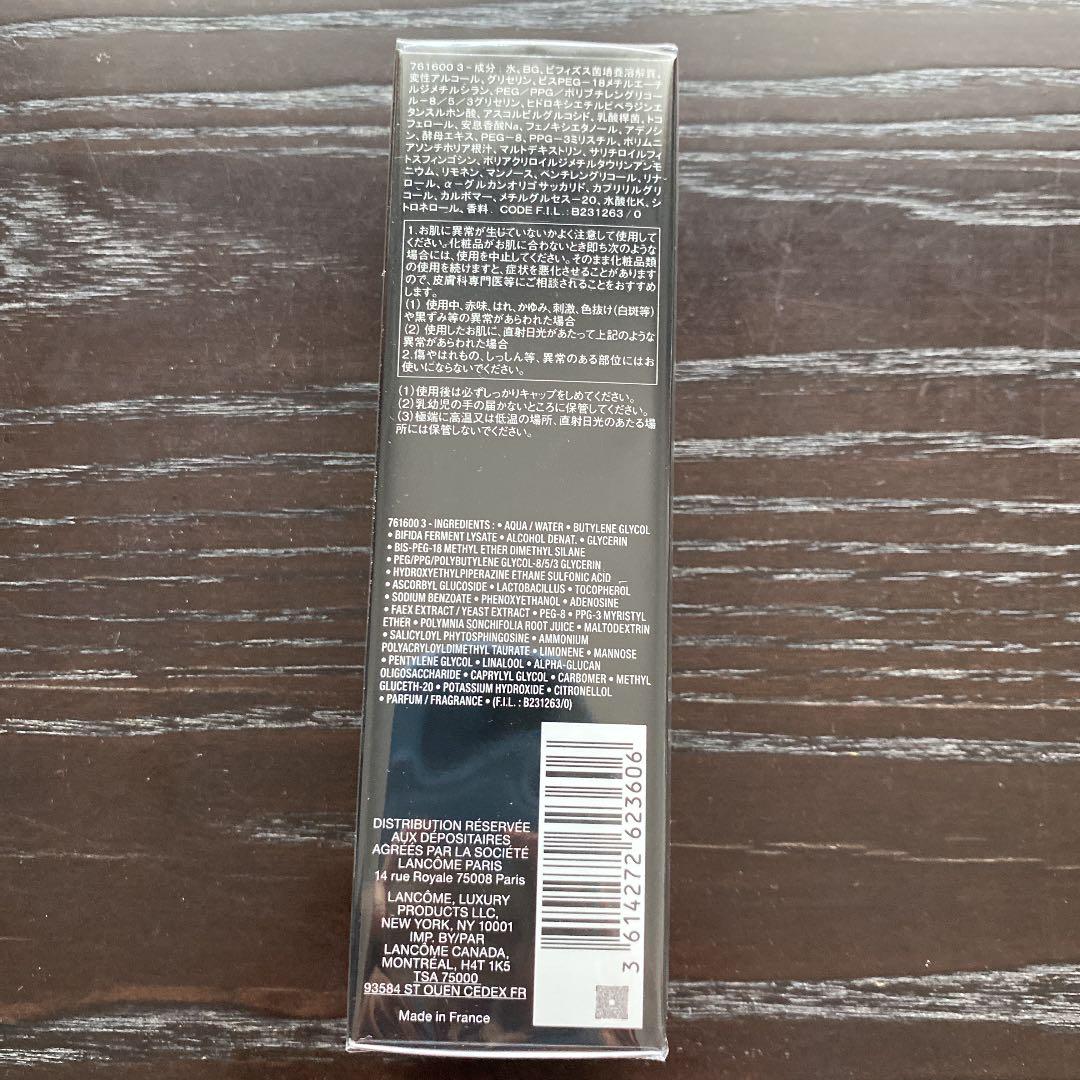 761600 3 - 成分 : 水、BG、ビフィズス菌培養溶解質、
変性アルコール、グリセリン、ビスPEG-18メチルエーテ
ルジメチルシラン、PEG/PPG/ポリブチレングリコ
ール-8/5/3グリセリン、ヒドロキシエチルピペラジンエ
タンスルホン酸、アスコルビルグルコシド、乳酸桿菌、トコ
フェロール、安息香酸Na、フェノキシエタノール、アデノシ
ン、酵母エキス、PEG-8、PPG-3ミリスチル、ポリムニ
アソンチホリア根汁、マルトデキストリン、サリチロイルフィ
トスフィンゴシン、ポリアクリロイルジメチルタウリンアンモ
ニウム、リモネン、マンノース、ペンチレングリコール、リナ
ロール、α-グルカンオリゴサッカリド、カプリリルグリ
コール、カルボマー、メチルグルセス-20、水酸化K、シ
トロネロール、香料 CODE F.I.L. : B231263 / 0
1.お肌に異常が生じていないかよく注意して使用して
ください。化粧品がお肌に合わないとき即ち次のような
場合には、使用を中止してください。そのまま化粧品類
の使用を続けますと、症状を悪化させることがあります
ので、皮膚科専門医等にご相談されることをおすすめ
します。
(1) 使用中、赤味、はれ、かゆみ、刺激、色抜け(白斑等)
や黒ずみ等の異常があらわれた場合
(2) 使用したお肌に、直射日光があたって上記のような
異常があらわれた場合
2.傷やはれもの、しっしん等、異常のある部位にはお
使いにならないでください。
(1)使用後は必ずしっかりキャップをしめてください。
(2)乳幼児の手の届かないところに保管してください。
(3)極端に高温又は低温の場所、直射日光のあたる場
所には保管しないでください。
761600 3 - INGREDIENTS : • AQUA / WATER • BUTYLENE GLYCOL
• BIFIDA FERMENT LYSATE • ALCOHOL DENAT. • GLYCERIN
• BIS-PEG-18 METHYL ETHER DIMETHYL SILANE
• PEG/PPG/POLYBUTYLENE GLYCOL-8/5/3 GLYCERIN
• HYDROXYETHYLPIPERAZINE ETHANE SULFONIC ACID
• ASCORBYL GLUCOSIDE • LACTOBACILLUS • TOCOPHEROL
• SODIUM BENZOATE • PHENOXYETHANOL • ADENOSINE
• FAEX EXTRACT / YEAST EXTRACT • PEG-8 • PPG-3 MYRISTYL
ETHER • POLYMNIA SONCHIFOLIA ROOT JUICE • MALTODEXTRIN
• SALICYLOYL PHYTOSPHINGOSINE • AMMONIUM
POLYACRYLOYLDIMETHYL TAURATE • LIMONENE • MANNOSE
• PENTYLENE GLYCOL • LINALOOL • ALPHA-GLUCAN
OLIGOSACCHARIDE • CAPRYLYL GLYCOL • CARBOMER • METHYL
GLUCETH-20 • POTASSIUM HYDROXIDE • CITRONELLOL
• PARFUM / FRAGRANCE • (F.I.L. : B231263/0)
DISTRIBUTION RÉSERVÉE
AUX DÉPOSITAIRES
AGRÉÉS PAR LA SOCIÉTÉ
LANCÔME PARIS
14 rue Royale 75008 Paris
LANCÔME, LUXURY
PRODUCTS LLC,
NEW YORK, NY 10001
IMP. BY/PAR
LANCÔME CANADA,
MONTRÉAL, H4T 1K5
TSA 75000
93584 ST OUEN CEDEX FR
Made in France
3 614272 623606